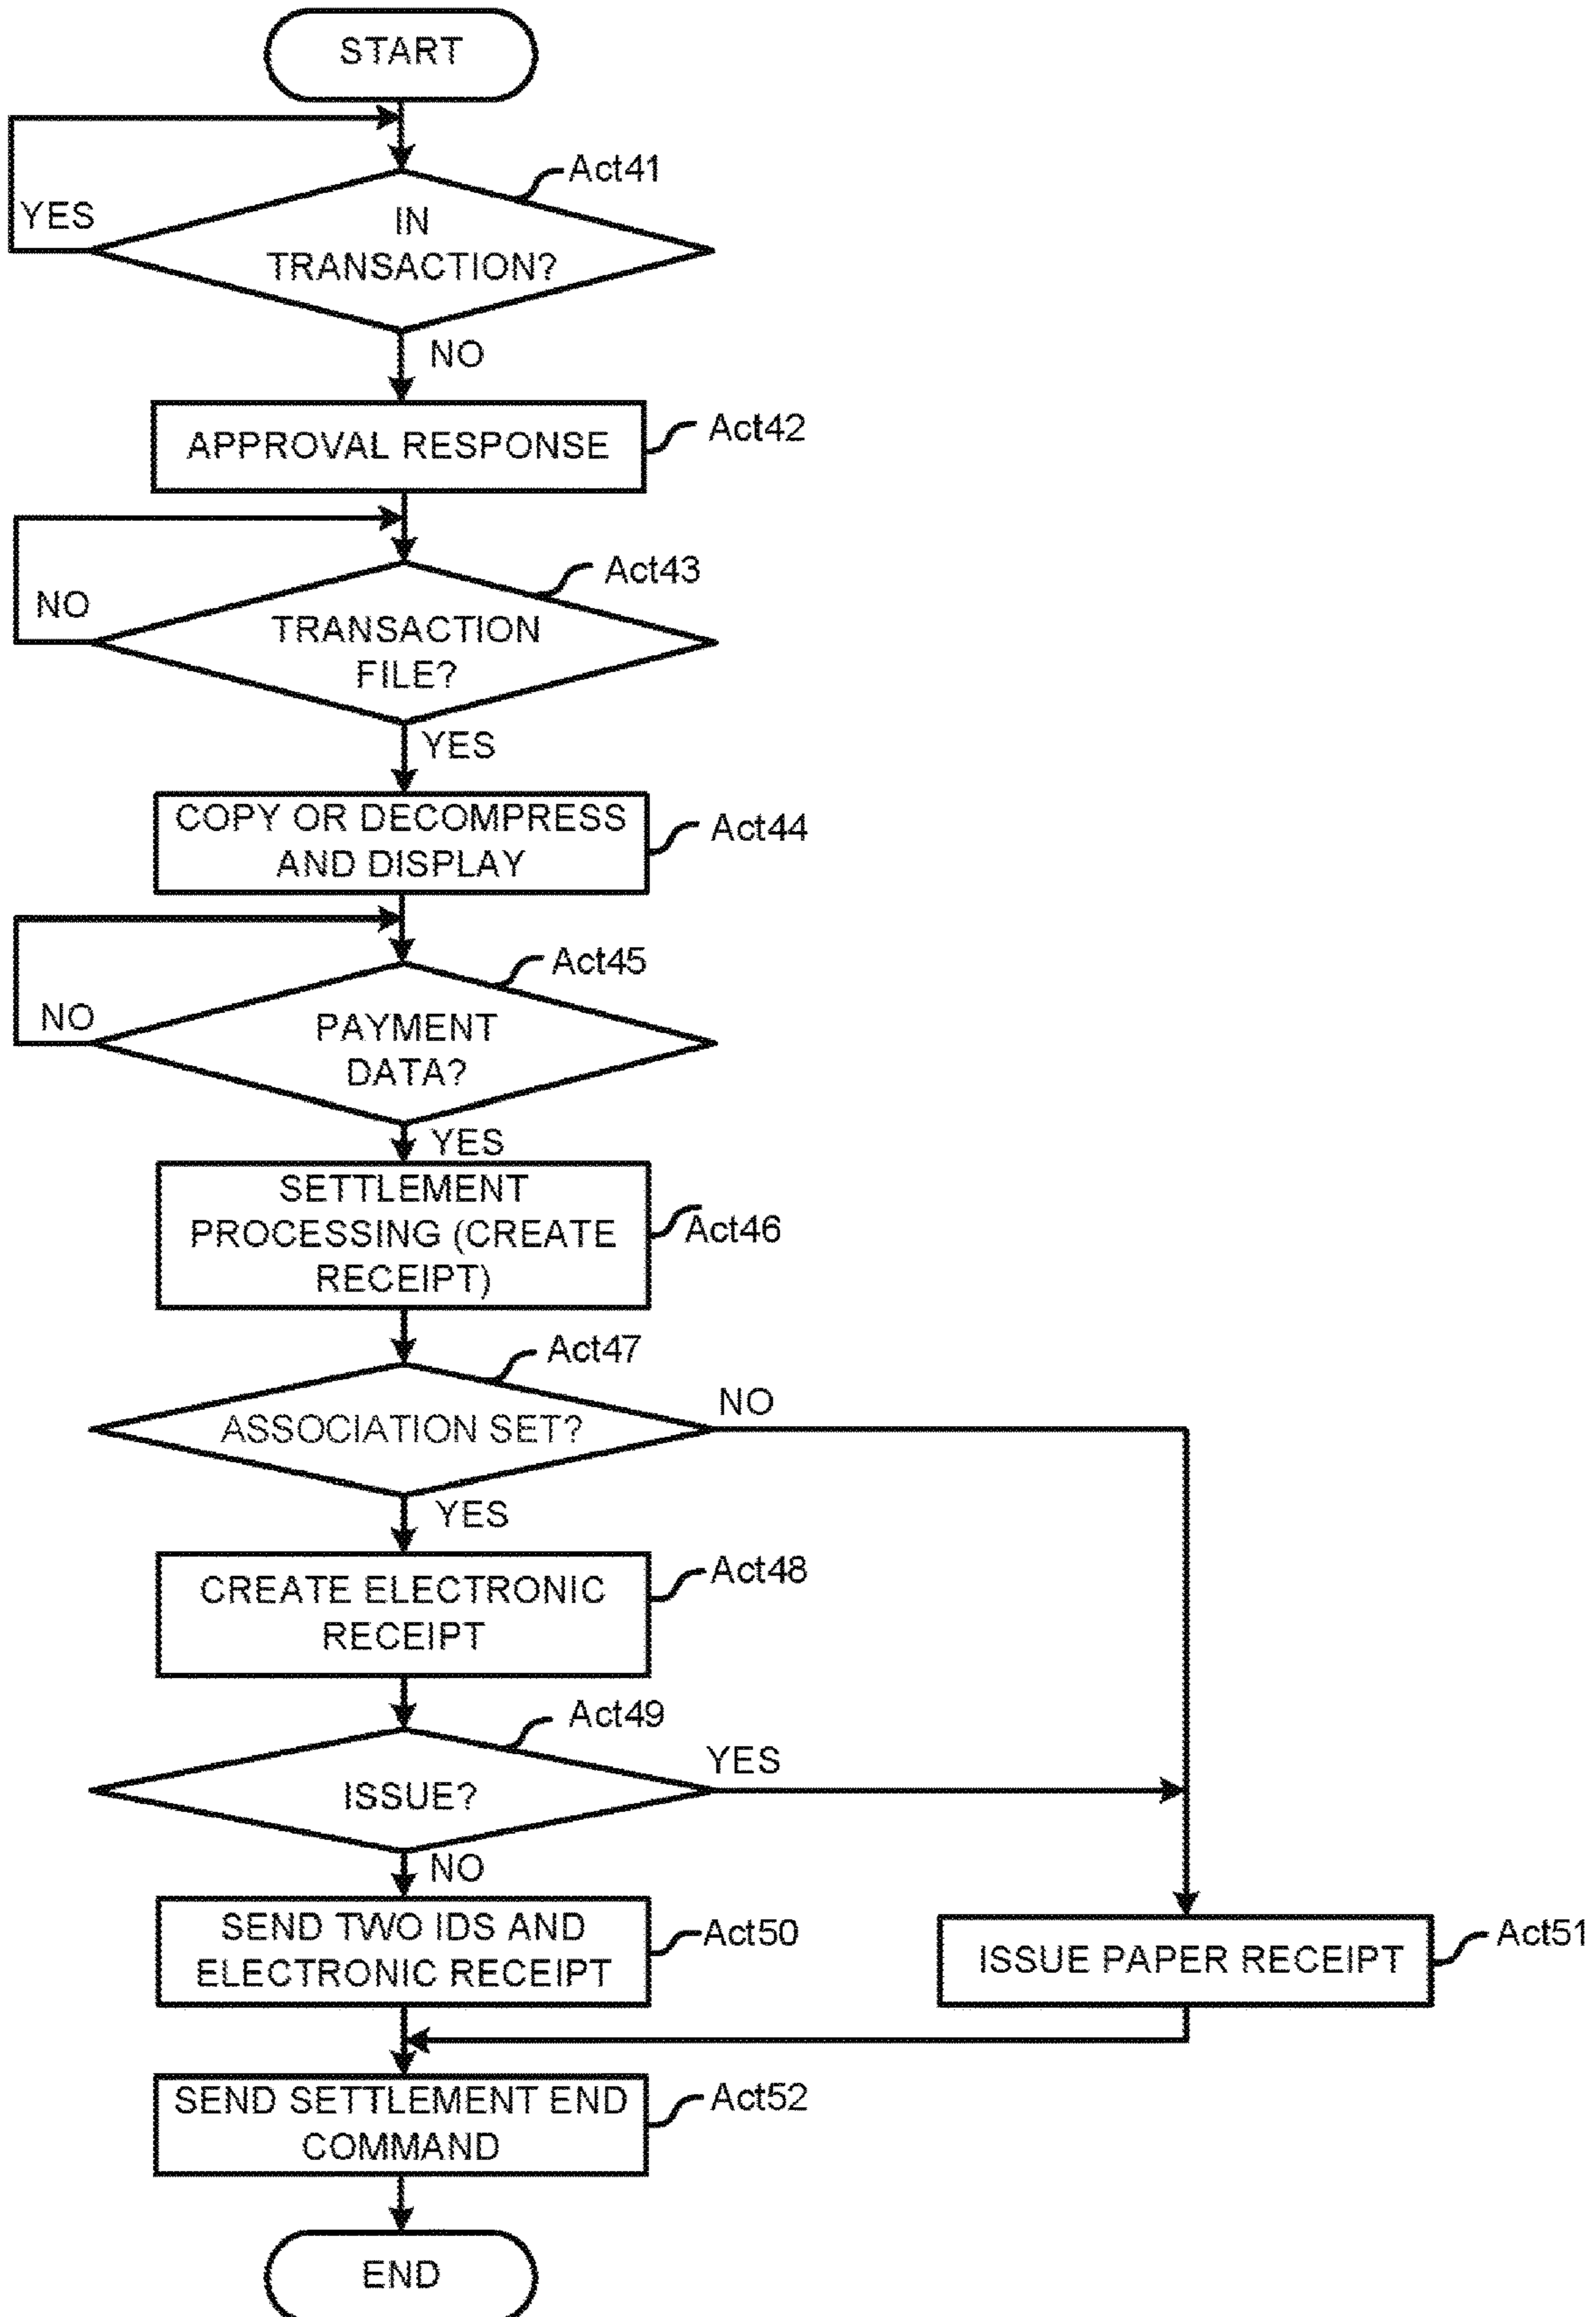 START
Act41
YES
IN
TRANSACTION?
NO
APPROVAL RESPONSE
Act42
Act43
NO
TRANSACTION
FILE?
YES
COPY OR DECOMPRESS
AND DISPLAY
Act44
Act45
NO
PAYMENT
DATA?
YES
SETTLEMENT
PROCESSING (CREATE
RECEIPT)
Act46
Act47
NO
ASSOCIATION SET?
YES
CREATE ELECTRONIC
RECEIPT
Act48
Act49
YES
ISSUE?
NO
SEND TWO IDS AND
ELECTRONIC RECEIPT
Act50
ISSUE PAPER RECEIPT
Act51
SEND SETTLEMENT END
COMMAND
Act52
END